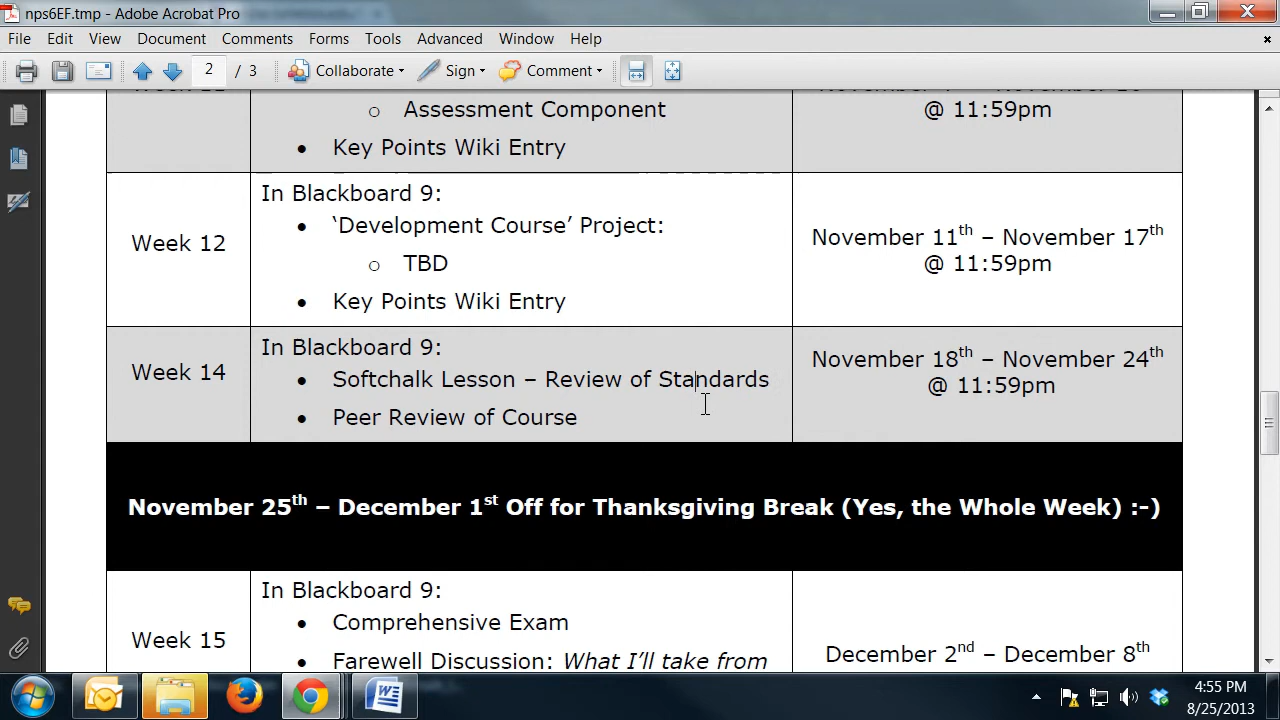 nps6EF.tmp - Adobe Acrobat Pro
File Edit View Document Comments Forms Tools Advanced Window Help
2 / 3 Collaborate Sign Comment
Assessment Component
@ 11:59pm
• Key Points Wiki Entry
In Blackboard 9:
• ‘Development Course’ Project:
Week 12
November 11th – November 17th
o TBD
@ 11:59pm
• Key Points Wiki Entry
In Blackboard 9:
Week 14
November 18th – November 24th
• Softchalk Lesson – Review of Standards
@ 11:59pm
• Peer Review of Course
November 25th – December 1st Off for Thanksgiving Break (Yes, the Whole Week) :-)
In Blackboard 9:
• Comprehensive Exam
Week 15
December 2nd – December 8th
• Farewell Discussion: What I’ll take from
4:55 PM
8/25/2013